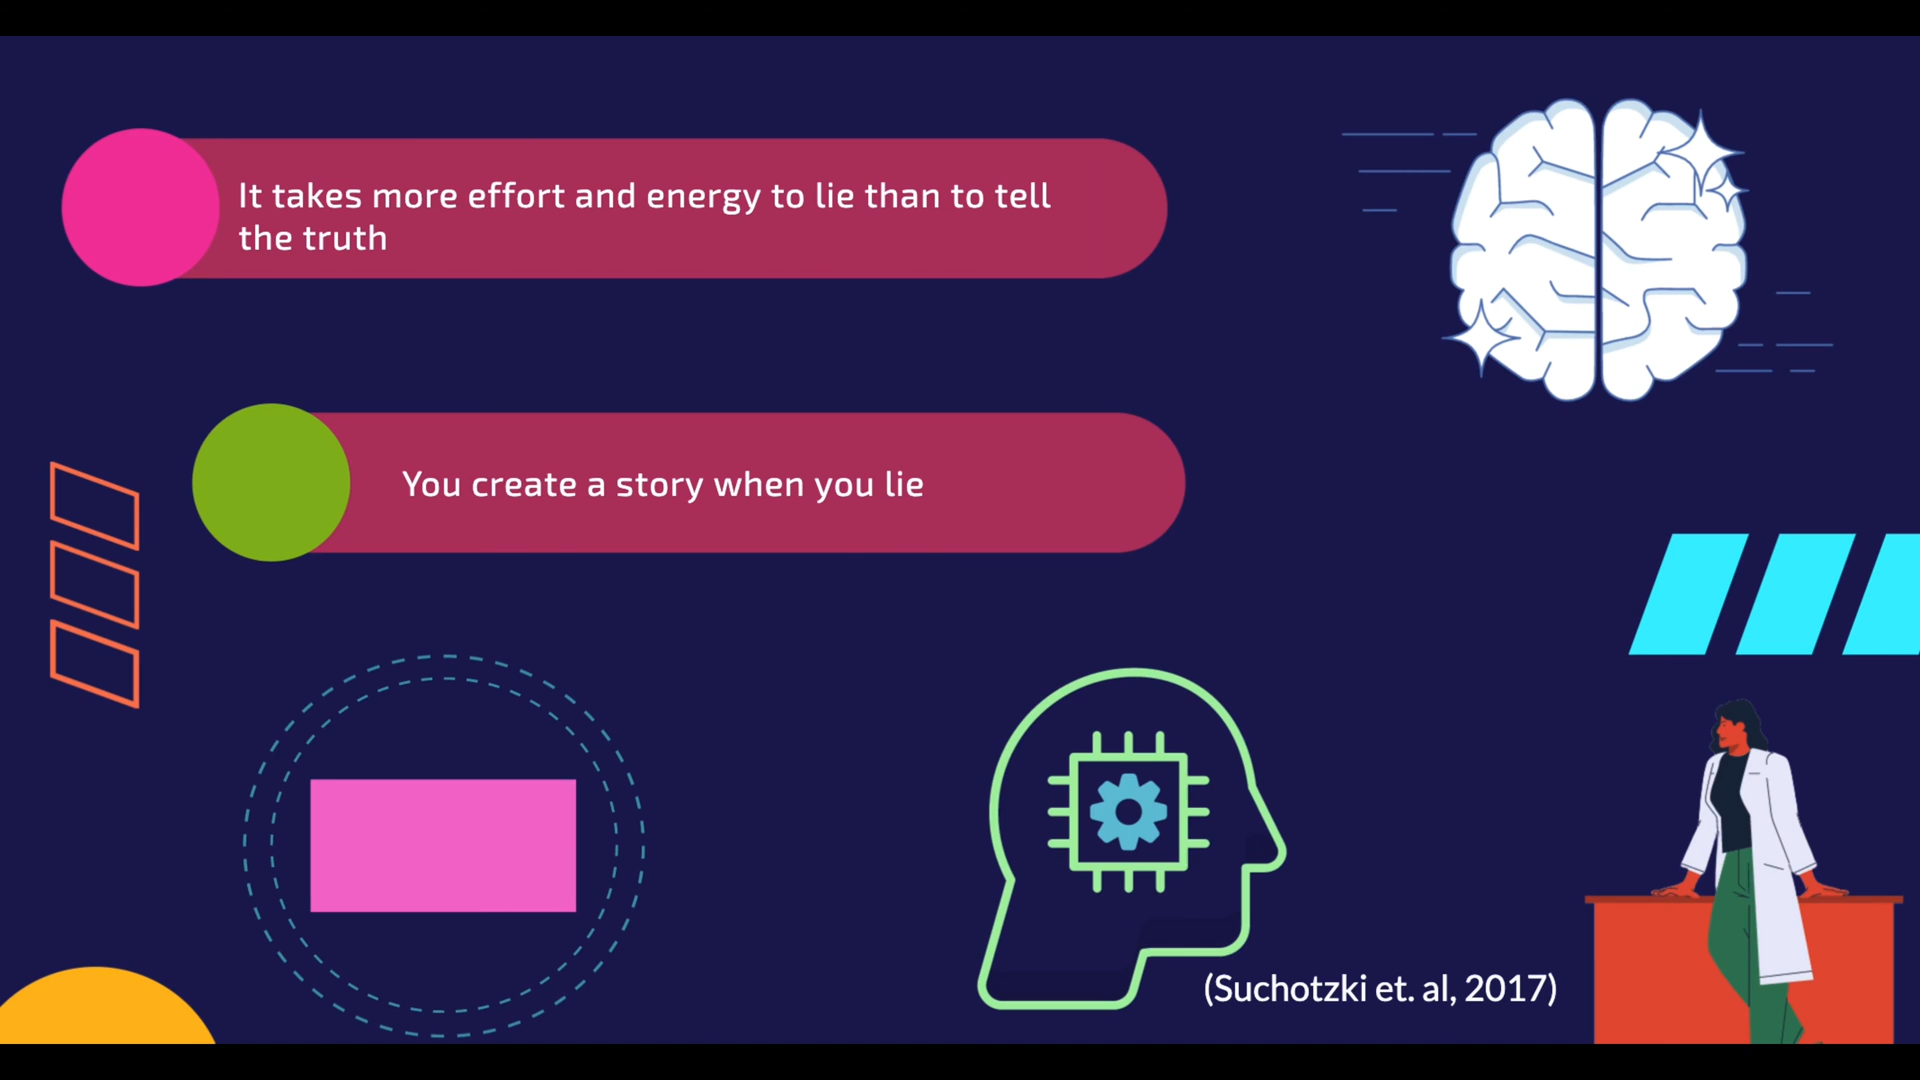 It takes more effort and energy to lie than to tell
the truth
You create a story when you lie
(Suchotzki et. al, 2017)